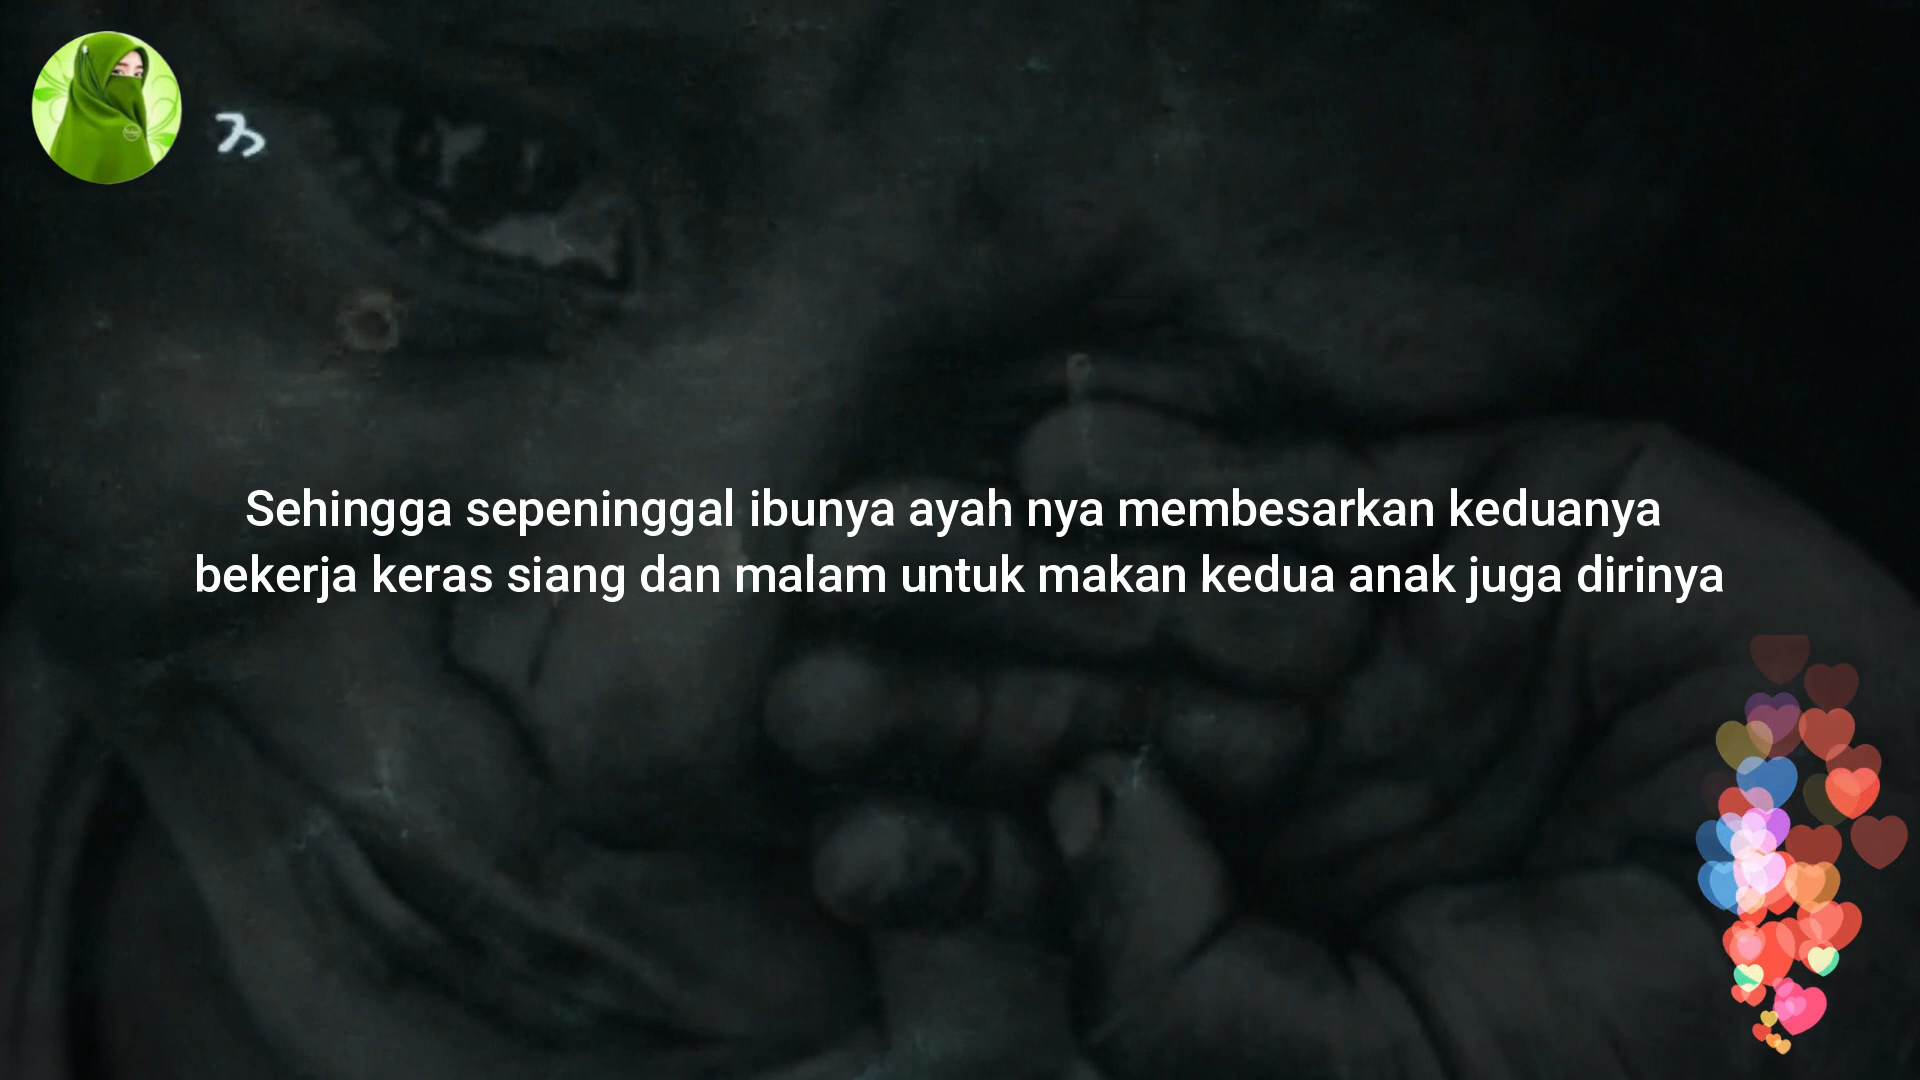 Sehingga sepeninggal ibunya ayah nya membesarkan keduanya
bekerja keras siang dan malam untuk makan kedua anak juga dirinya